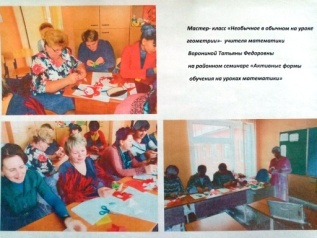 Мастер- класс «Необычное в обычном на уроке
геометрии»- учителя математики
Ворониной Татьяны Федоровны
на районном семинаре «Активные формы
обучения на уроках математики»